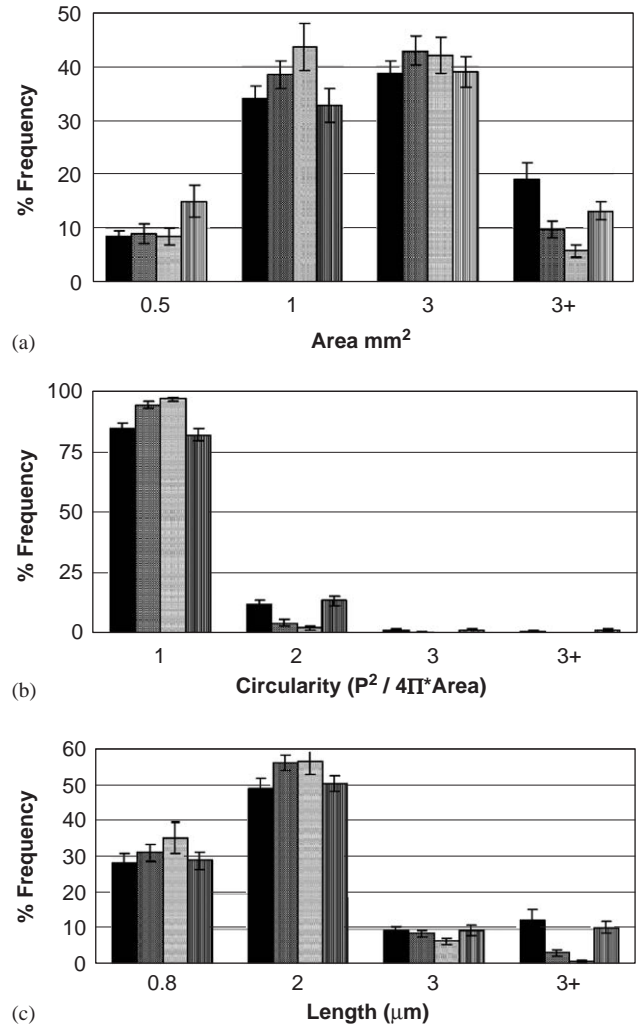 50
40
30
20
10
0
% Frequency
0.5 1 3 3+
(a)
Area mm²
100
75
50
25
0
% Frequency
1 2 3 3+
(b)
Circularity (P² / 4Π*Area)
60
50
40
30
20
10
0
% Frequency
0.8 2 3 3+
(c)
Length (μm)